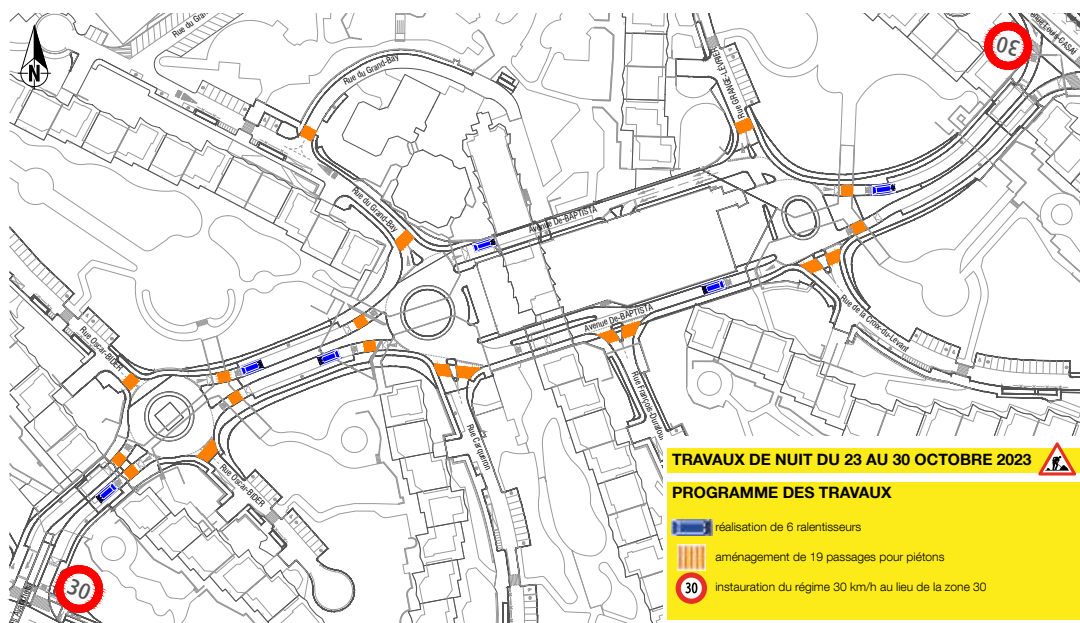 Rue du Grand-Bay
30
N
Rue du Grand-Bay
Rue GRANGE-LEVRIER
Rue du Grand-Bay
Avenue De-BAPTISTA
Rue de la Croix-du-Levant
Avenue De-BAPTISTA
Rue Oscar-BIDER
Rue Carqueron
Rue Oscar-BIDER
30
TRAVAUX DE NUIT DU 23 AU 30 OCTOBRE 2023
PROGRAMME DES TRAVAUX
réalisation de 6 ralentisseurs
aménagement de 19 passages pour piétons
30 instauration du régime 30 km/h au lieu de la zone 30